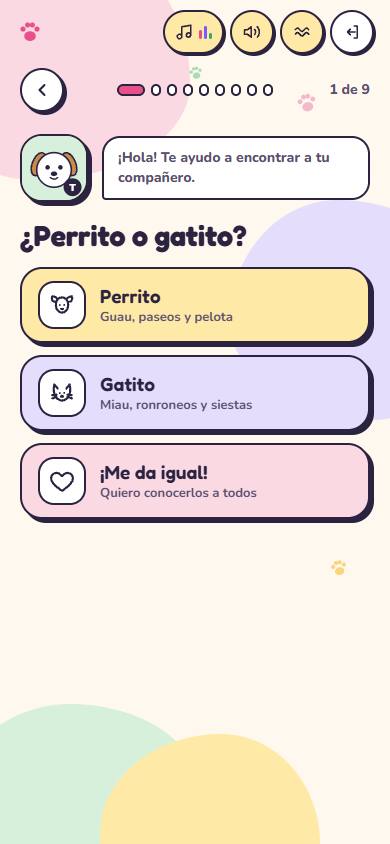 1 de 9
¡Hola! Te ayudo a encontrar a tu
compañero.
T
¿Perrito o gatito?
Perrito
Guau, paseos y pelota
Gatito
Miau, ronroneos y siestas
¡Me da igual!
Quiero conocerlos a todos